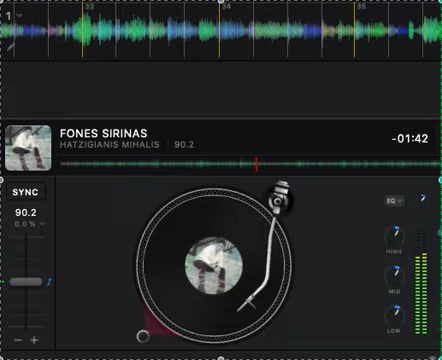 33
34
35
1
FONES SIRINAS
-01:42
HATZIGIANIS MIHALIS 90.2
SYNC
90.2
0.0 %
EQ
HIGH
MID
LOW